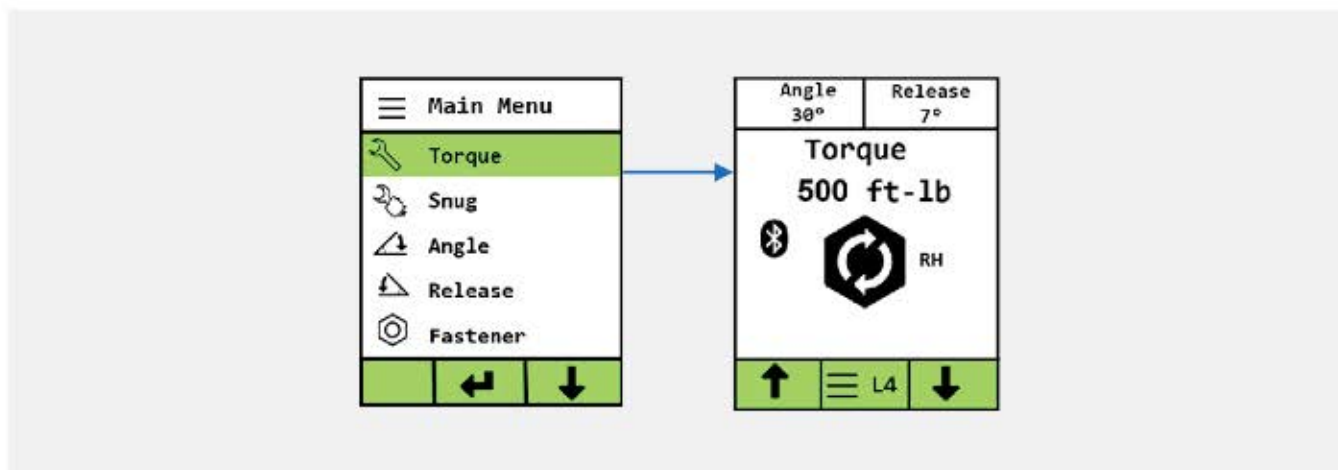 Main Menu
Torque
Snug
Angle
Release
Fastener
Angle
30°
Release
7°
Torque
500 ft-lb
RH
L4